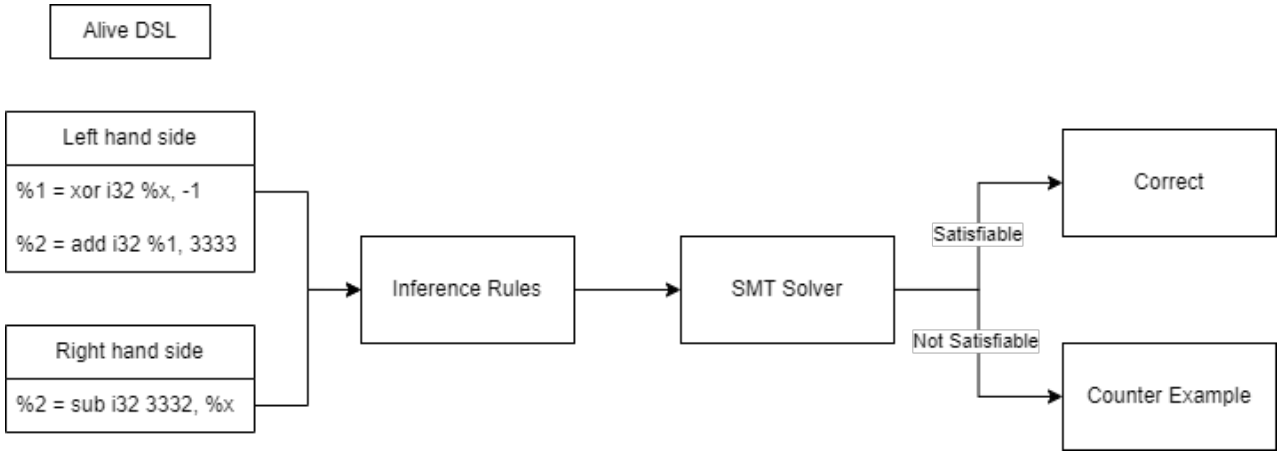 Alive DSL
Left hand side
%1 = xor i32 %x, -1
%2 = add i32 %1, 3333
Right hand side
%2 = sub i32 3332, %x
Inference Rules
SMT Solver
Satisfiable
Not Satisfiable
Correct
Counter Example